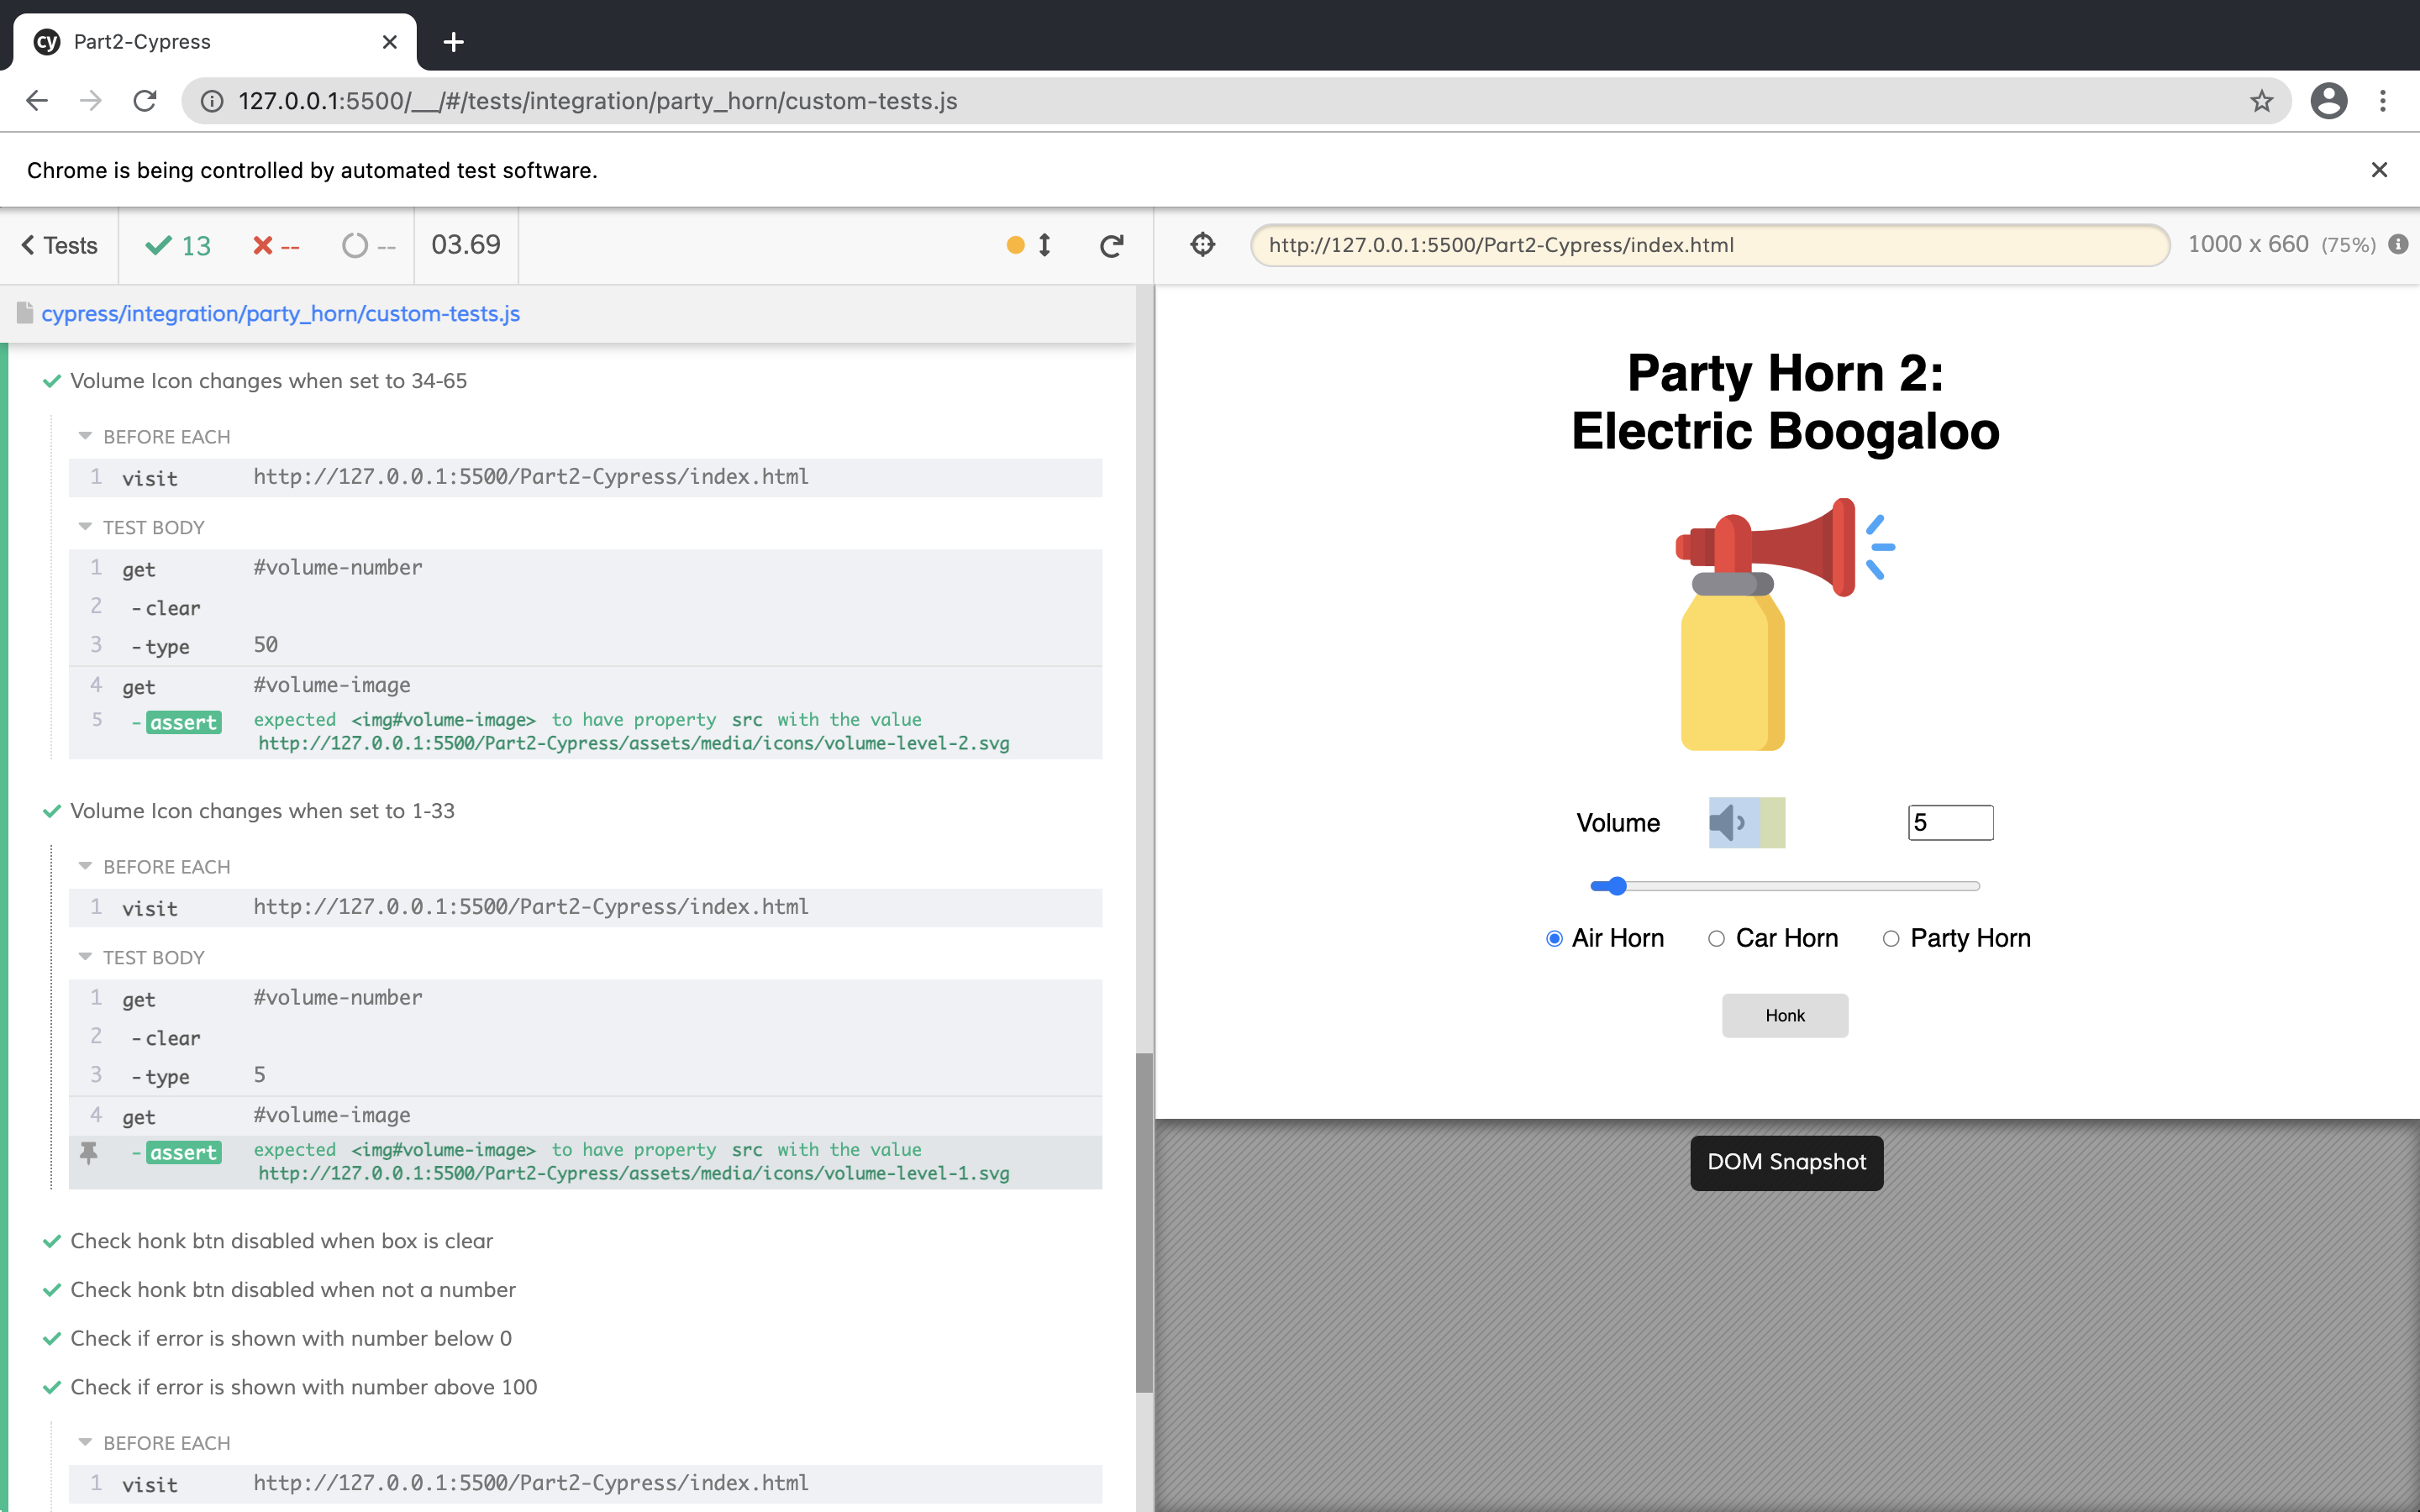 cy Part2-Cypress
127.0.0.1:5500/__/#/tests/integration/party_horn/custom-tests.js
Chrome is being controlled by automated test software.
Tests 13 -- -- 03.69
http://127.0.0.1:5500/Part2-Cypress/index.html 1000 x 660 (75%)
cypress/integration/party_horn/custom-tests.js
Volume Icon changes when set to 34-65
BEFORE EACH
1 visit http://127.0.0.1:5500/Part2-Cypress/index.html
TEST BODY
1 get #volume-number
2 -clear
3 -type 50
4 get #volume-image
5 -assert expected <img#volume-image> to have property src with the value
http://127.0.0.1:5500/Part2-Cypress/assets/media/icons/volume-level-2.svg
Volume Icon changes when set to 1-33
BEFORE EACH
1 visit http://127.0.0.1:5500/Part2-Cypress/index.html
TEST BODY
1 get #volume-number
2 -clear
3 -type 5
4 get #volume-image
-assert expected <img#volume-image> to have property src with the value
http://127.0.0.1:5500/Part2-Cypress/assets/media/icons/volume-level-1.svg
Check honk btn disabled when box is clear
Check honk btn disabled when not a number
Check if error is shown with number below 0
Check if error is shown with number above 100
BEFORE EACH
1 visit http://127.0.0.1:5500/Part2-Cypress/index.html
Party Horn 2:
Electric Boogaloo
Volume 5
Air Horn Car Horn Party Horn
Honk
DOM Snapshot